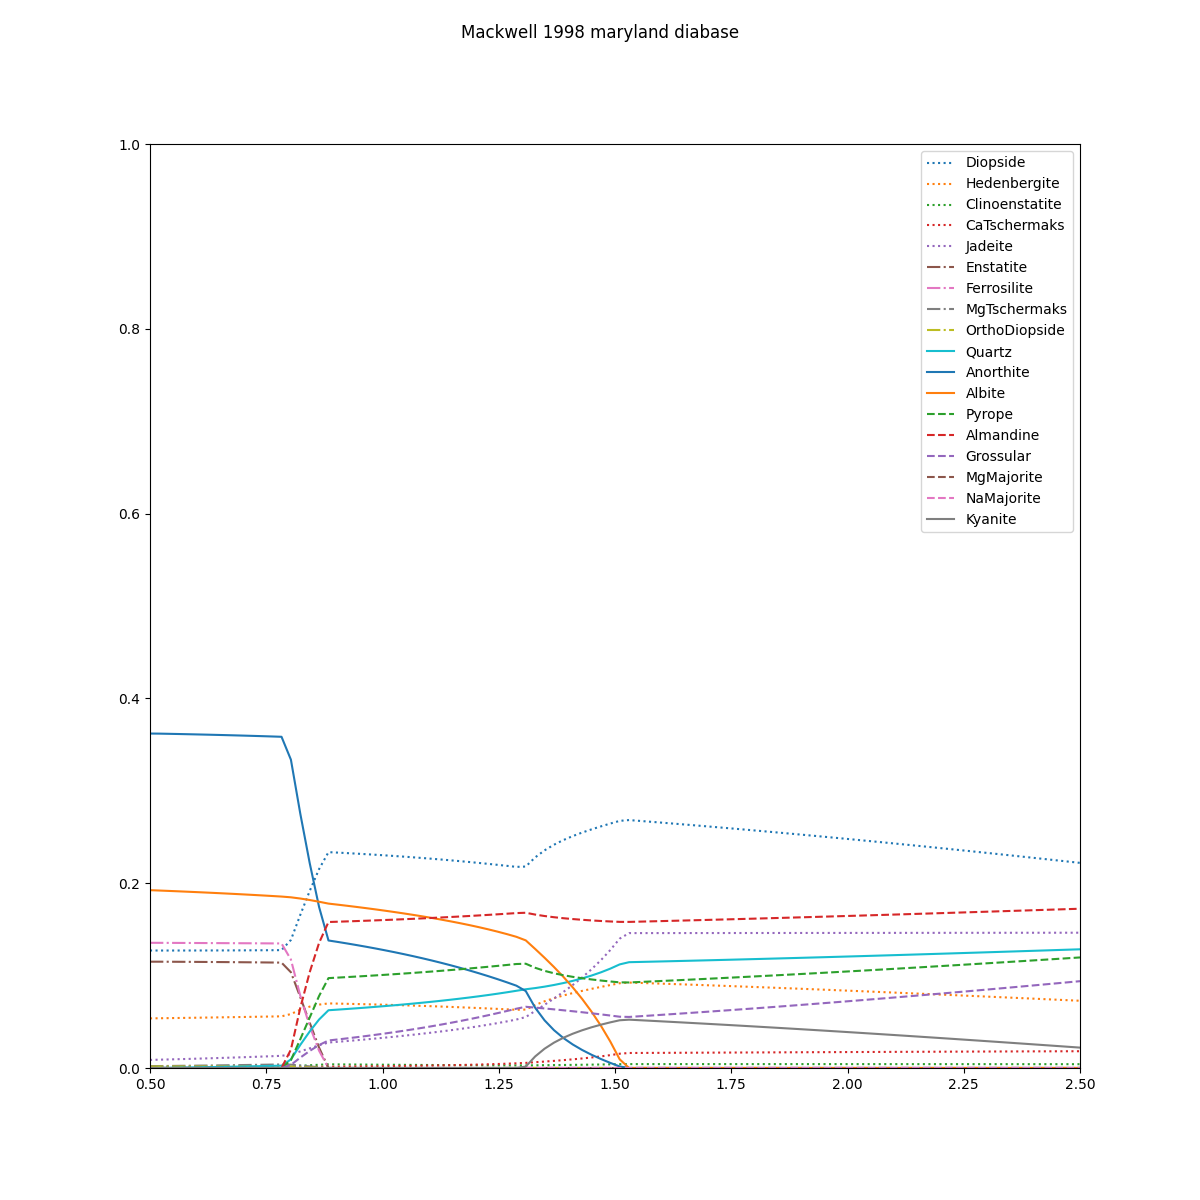 Mackwell 1998 maryland diabase
1.0
0.8
0.6
0.4
0.2
0.0
0.50
0.75
1.00
1.25
1.50
1.75
2.00
2.25
2.50
Diopside
Hedenbergite
Clinoenstatite
CaTschermaks
Jadeite
Enstatite
Ferrosilite
MgTschermaks
OrthoDiopside
Quartz
Anorthite
Albite
Pyrope
Almandine
Grossular
MgMajorite
NaMajorite
Kyanite